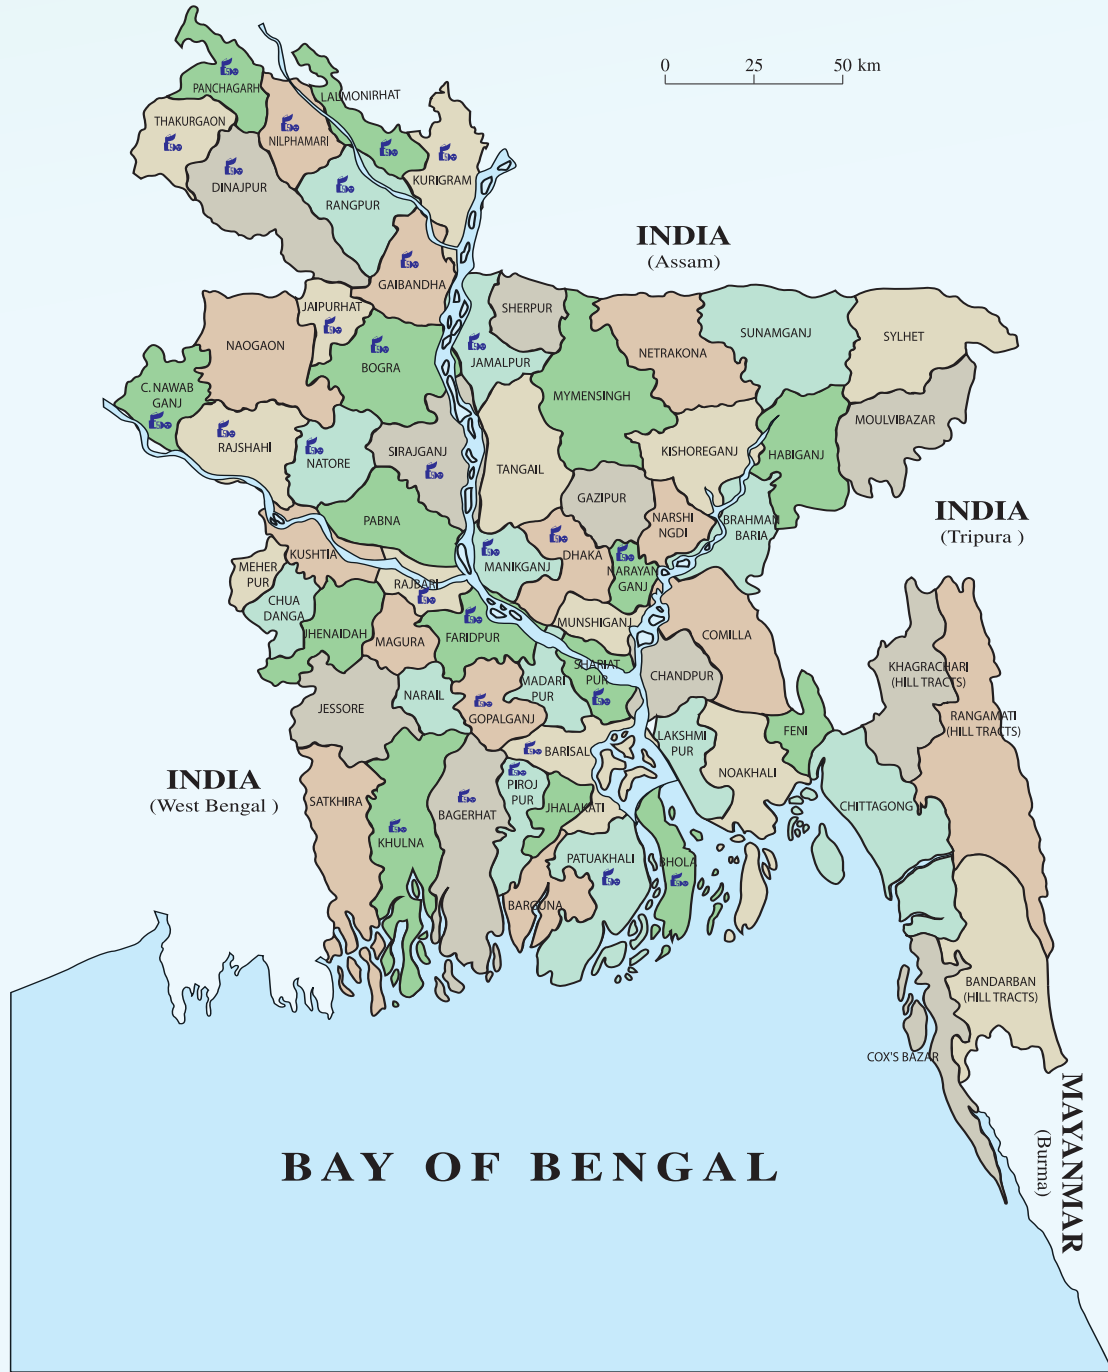 0 25 50 km
PANCHAGARH
LALMONIRHAT
THAKURGAON
NILPHAMARI
KURIGRAM
DINAJPUR
RANGPUR
INDIA
(Assam)
GAIBANDHA
JAIPURHAT
SHERPUR
SUNAMGANJ
SYLHET
NAOGAON
NETRAKONA
JAMALPUR
BOGRA
C. NAWAB
GANJ
MYMENSINGH
MOULVIBAZAR
RAJSHAHI
SIRAJGANJ
KISHOREGANJ
HABIGANJ
NATORE
TANGAIL
GAZIPUR
PABNA
NARSHI
NGDI
BRAHMAN
BARIA
INDIA
(Tripura )
KUSHTIA
DHAKA
MEHER
PUR
MANIKGANJ
NARAYAN
GANJ
RAJBARI
CHUA
DANGA
MUNSHIGANJ
JHENAIDAH
MAGURA
FARIDPUR
COMILLA
SHARIAT
PUR
KHAGRACHARI
(HILL TRACTS)
CHANDPUR
MADARI
PUR
NARAIL
JESSORE
GOPALGANJ
RANGAMATI
(HILL TRACTS)
FENI
LAKSHMI
PUR
BARISAL
NOAKHALI
INDIA
(West Bengal )
PIROJ
PUR
SATKHIRA
JHALAKATI
CHITTAGONG
BAGERHAT
KHULNA
PATUAKHALI
BHOLA
BARGUNA
BANDARBAN
(HILL TRACTS)
COX'S BAZAR
MAYANMAR
(Burma)
BAY OF BENGAL